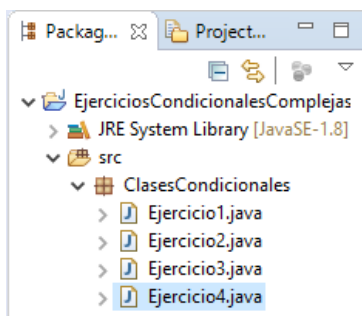 Packag... Project...
EjerciciosCondicionalesComplejas
JRE System Library [JavaSE-1.8]
src
ClasesCondicionales
Ejercicio1.java
Ejercicio2.java
Ejercicio3.java
Ejercicio4.java